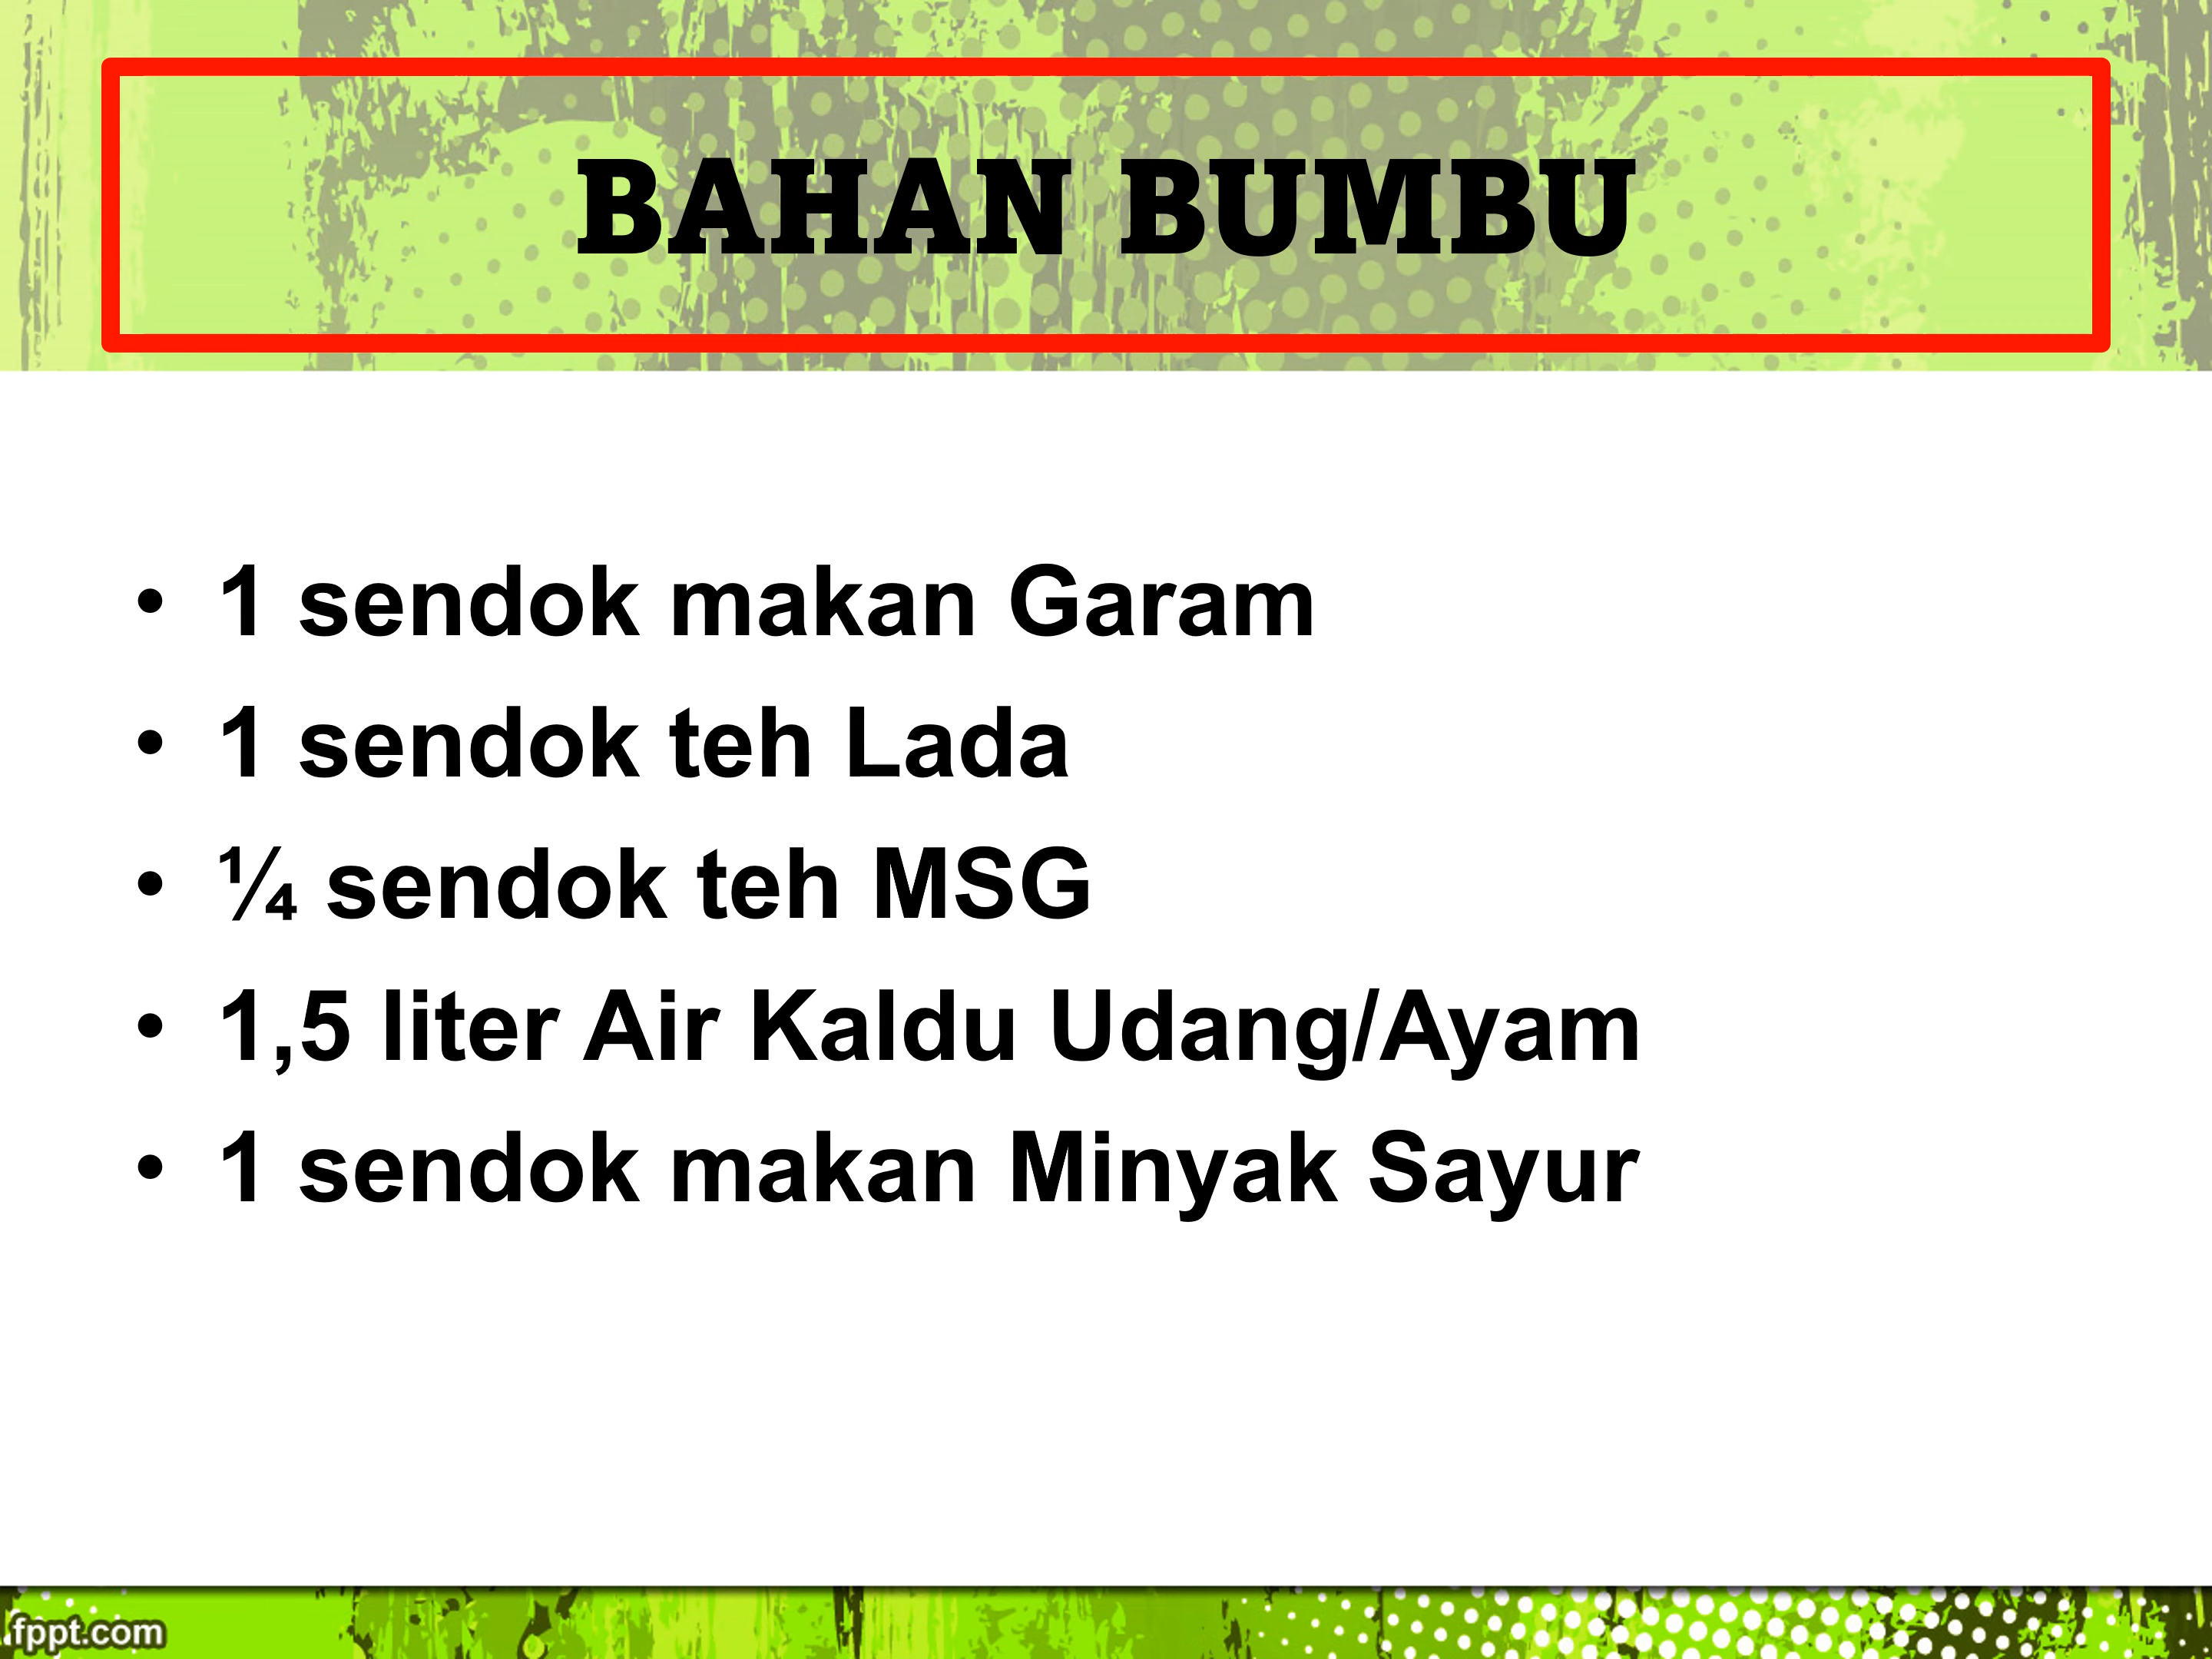 BAHAN BUMBU
• 1 sendok makan Garam
• 1 sendok teh Lada
• ¼ sendok teh MSG
• 1,5 liter Air Kaldu Udang/Ayam
• 1 sendok makan Minyak Sayur
fppt.com